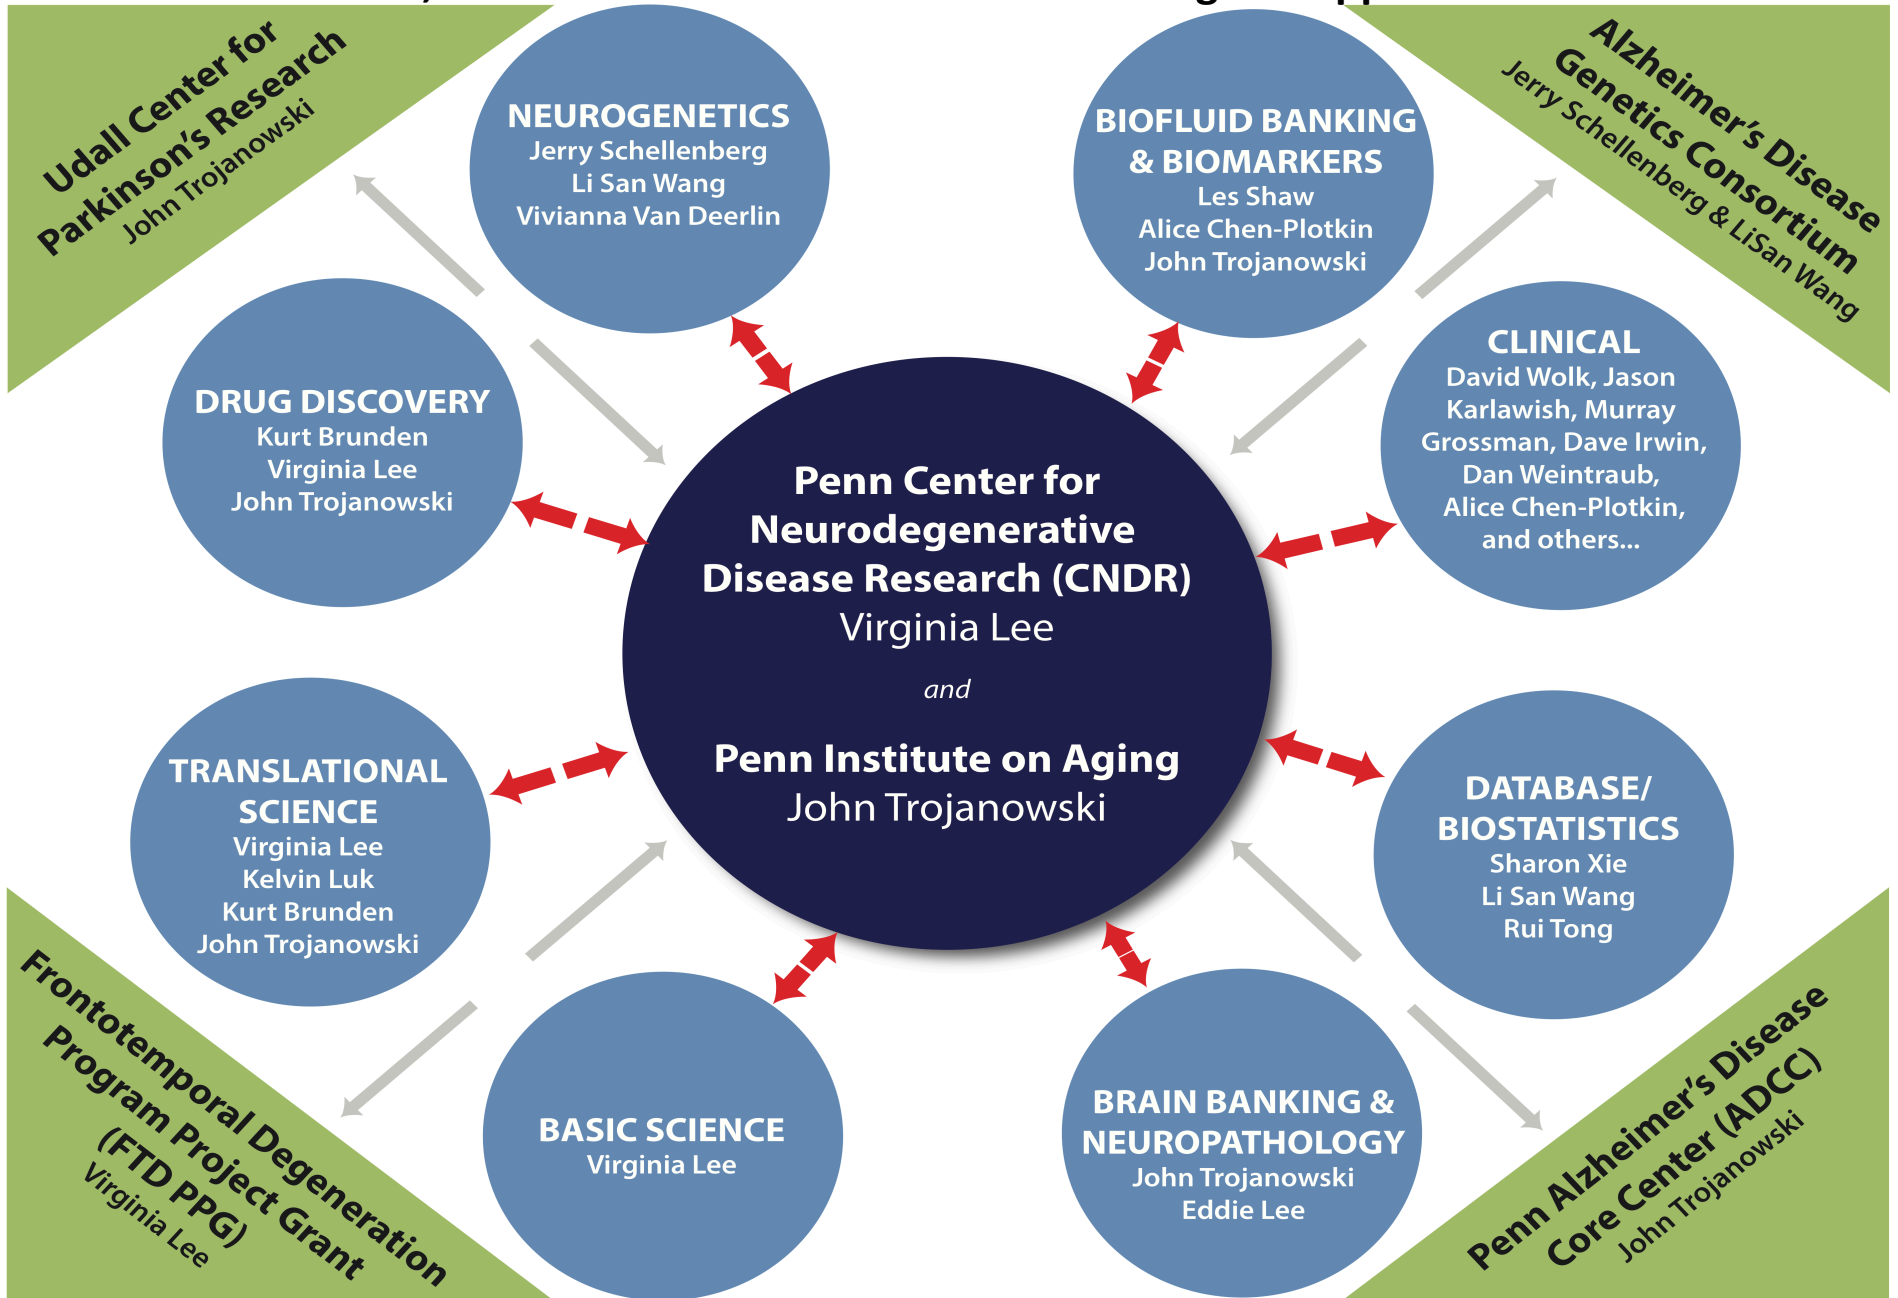 Udall Center for
Parkinson's Research
John Trojanowski
NEUROGENETICS
Jerry Schellenberg
Li San Wang
Vivianna Van Deerlin
BIOFLUID BANKING
& BIOMARKERS
Les Shaw
Alice Chen-Plotkin
John Trojanowski
Alzheimer's Disease
Genetics Consortium
Jerry Schellenberg & LiSan Wang
DRUG DISCOVERY
Kurt Brunden
Virginia Lee
John Trojanowski
CLINICAL
David Wolk, Jason
Karlawish, Murray
Grossman, Dave Irwin,
Dan Weintraub,
Alice Chen-Plotkin,
and others...
Penn Center for
Neurodegenerative
Disease Research (CNDR)
Virginia Lee
and
Penn Institute on Aging
John Trojanowski
TRANSLATIONAL
SCIENCE
Virginia Lee
Kelvin Luk
Kurt Brunden
John Trojanowski
DATABASE/
BIOSTATISTICS
Sharon Xie
Li San Wang
Rui Tong
Frontotemporal Degeneration
Program Project Grant
(FTD PPG)
Virginia Lee
BASIC SCIENCE
Virginia Lee
BRAIN BANKING &
NEUROPATHOLOGY
John Trojanowski
Eddie Lee
Penn Alzheimer's Disease
Core Center (ADCC)
John Trojanowski